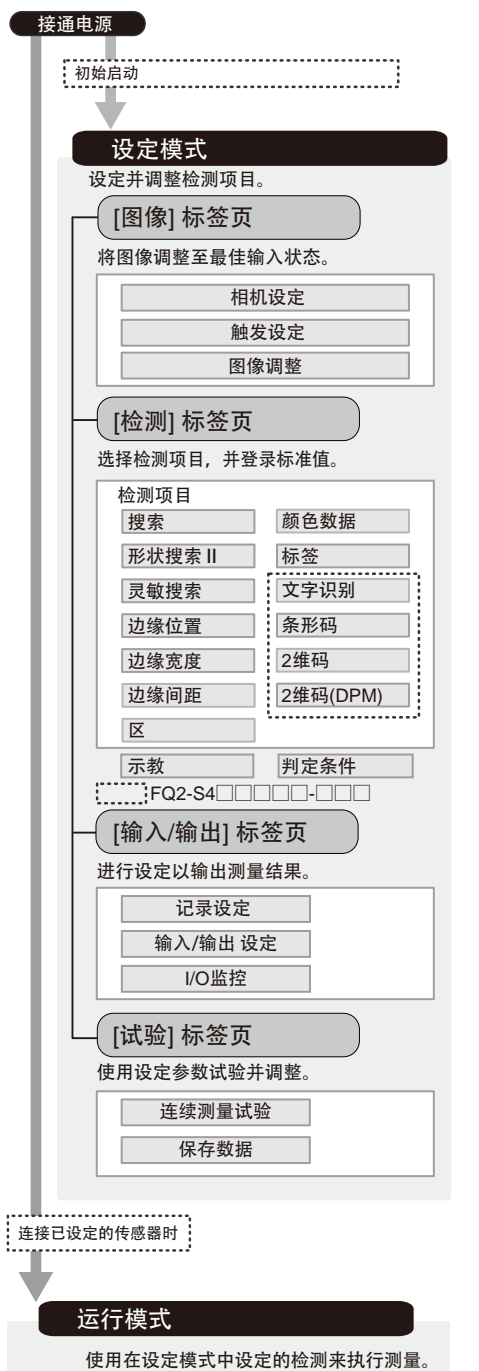 接通电源
初始启动
设定模式
设定并调整检测项目。
[图像] 标签页
将图像调整至最佳输入状态。
相机设定
触发设定
图像调整
[检测] 标签页
选择检测项目，并登录标准值。
检测项目
搜索 颜色数据
形状搜索 II 标签
灵敏搜索 文字识别
边缘位置 条形码
边缘宽度 2维码
边缘间距 2维码(DPM)
区
示教 判定条件
FQ2-S4□□□□□-□□□
[输入/输出] 标签页
进行设定以输出测量结果。
记录设定
输入/输出 设定
I/O监控
[试验] 标签页
使用设定参数试验并调整。
连续测量试验
保存数据
连接已设定的传感器时
运行模式
使用在设定模式中设定的检测来执行测量。